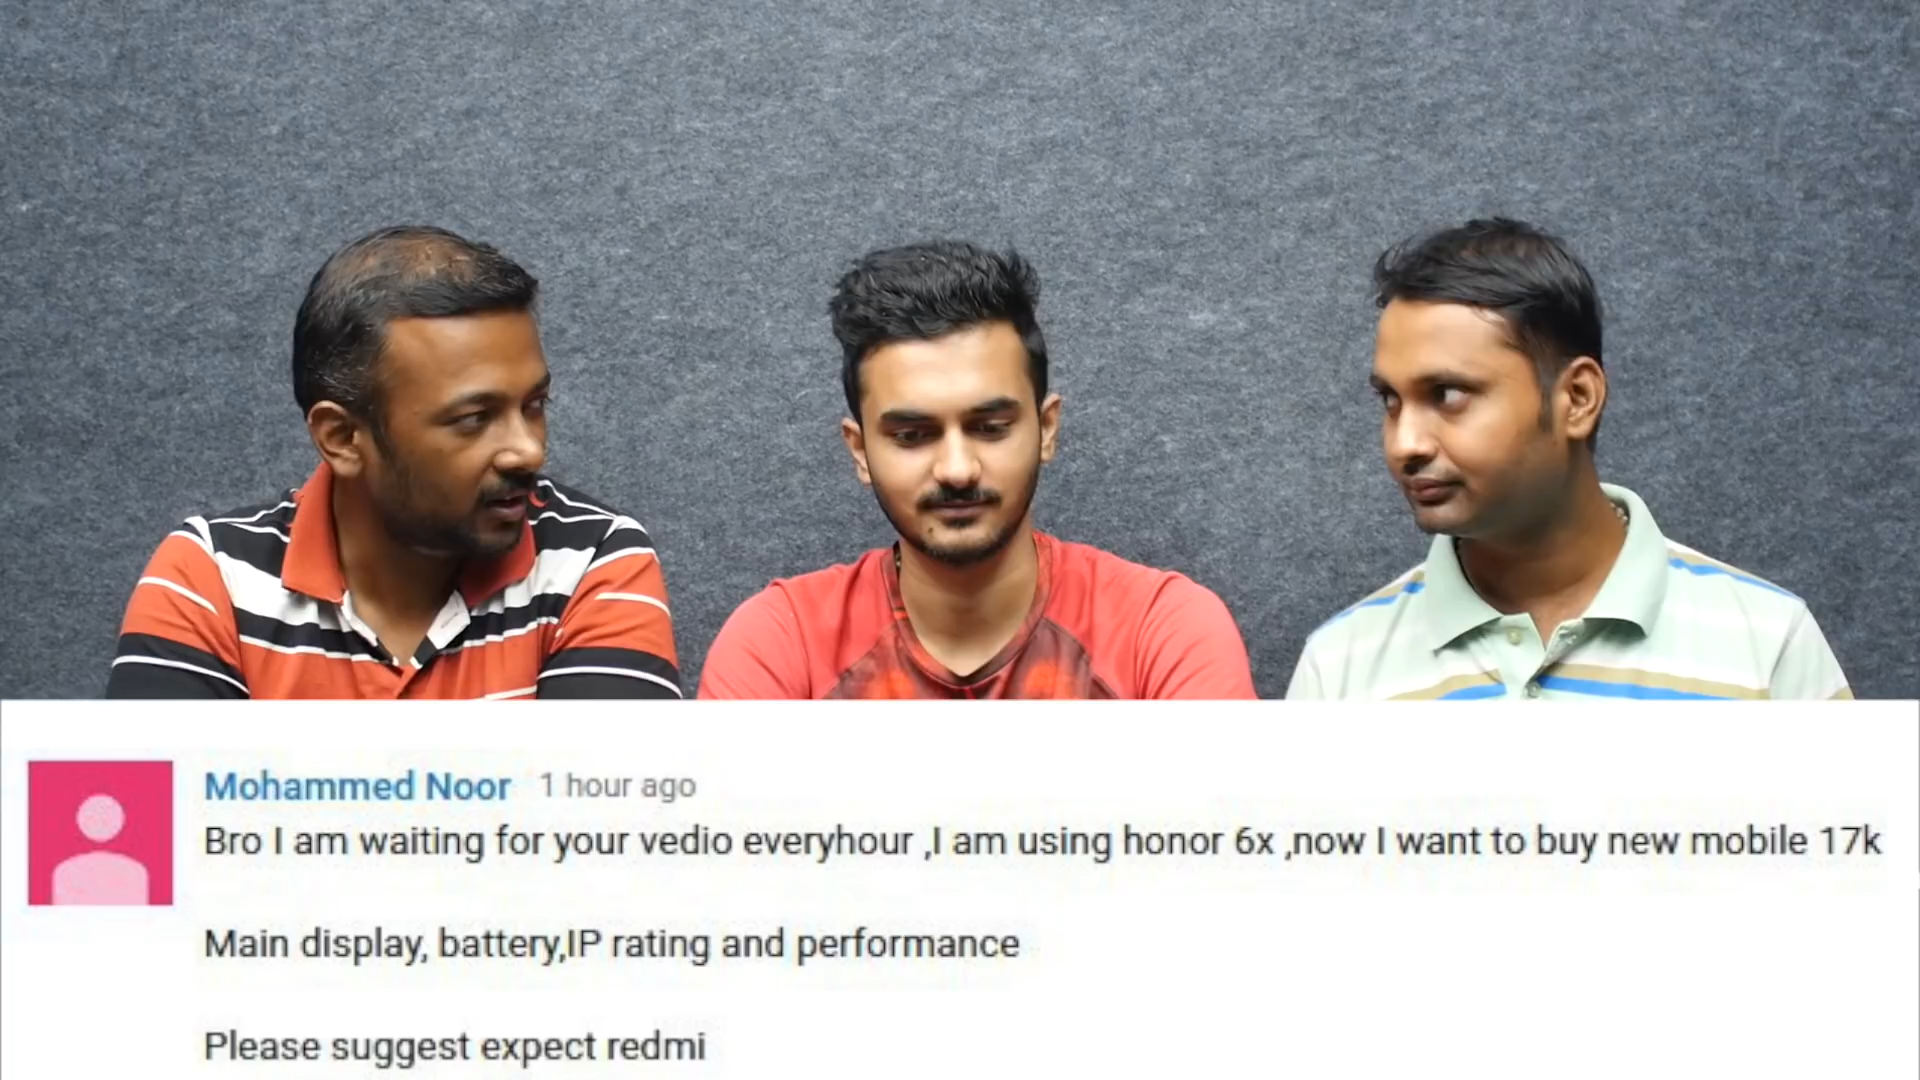 Mohammed Noor 1 hour ago
Bro I am waiting for your vedio everyhour ,I am using honor 6x ,now I want to buy new mobile 17k
Main display, battery,IP rating and performance
Please suggest expect redmi